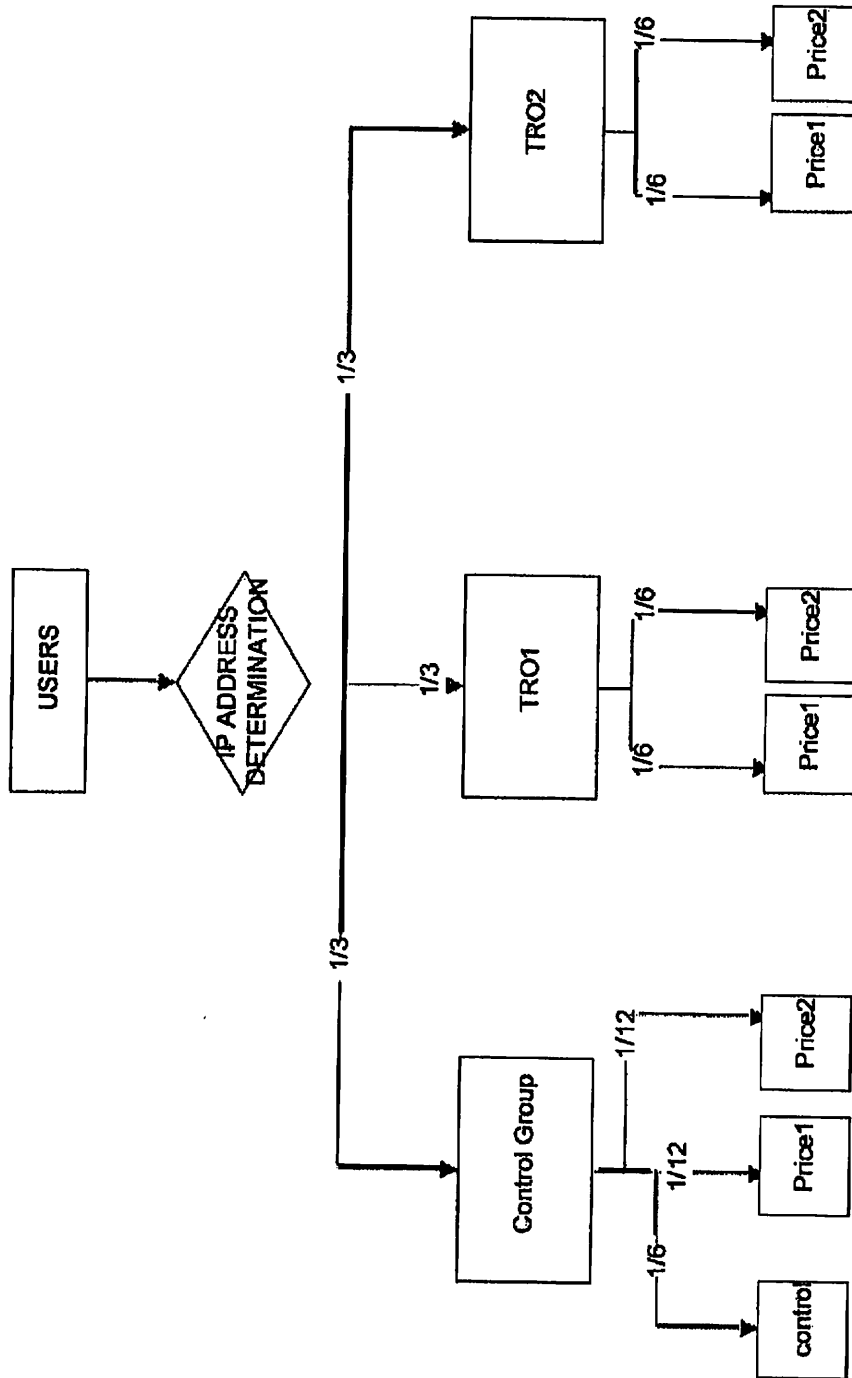 USERS
IP ADDRESS
DETERMINATION
1/3
1/3
1/3
Control Group
TRO1
TRO2
1/6
1/12
1/12
1/6
1/6
1/6
1/6
control
Price1
Price2
Price1
Price2
Price1
Price2